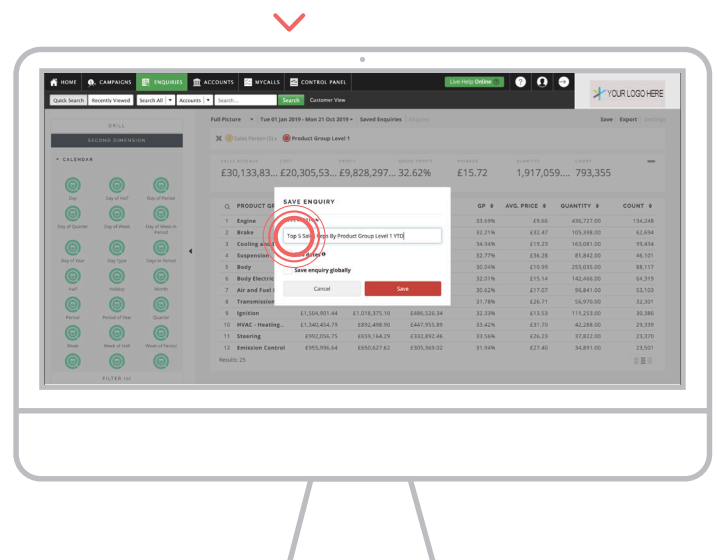 HOME CAMPAIGNS ENQUIRIES ACCOUNTS MYCALLS CONTROL PANEL Live Help Online
Quick Search Recently Viewed Search All Accounts Search... Search Customer View
YOUR LOGO HERE
DRILL
SECOND DIMENSION
CALENDAR
Day Day of Half Day of Period
Day of Quarter Day of Week Day of Week in Period
Day of Year Day Type Days in Period
Half Holiday Month
Period Period of Year Quarter
Week Week of Half Week of Period
FILTER (0)
Full Picture Tue 01 Jan 2019 - Mon 21 Oct 2019 Saved Enquiries Save Export Settings
Sales Person (5) Product Group Level 1
£30,133,83... £20,305,53... £9,828,297... 32.62% £15.72 1,917,059.... 793,355
SAVE ENQUIRY
Top 5 Sales Reps By Product Group Level 1 YTD
Save enquiry globally
Cancel Save
GP AVG. PRICE QUANTITY COUNT
1 Engine 33.69% £9.66 436,727.00 134,248
2 Brake 32.21% £32.47 105,398.00 62,694
3 Cooling and 34.94% £19.23 163,081.00 99,434
4 Suspension 32.77% £36.28 81,842.00 46,101
5 Body 30.04% £10.99 255,035.00 88,117
6 Body Electric 32.01% £15.14 142,466.00 64,319
7 Air and Fuel 30.62% £17.07 56,841.00 53,103
8 Transmission 31.78% £26.71 56,976.00 32,301
9 Ignition £1,504,901.44 £1,018,375.10 £486,526.34 32.33% £13.53 111,253.00 30,386
10 HVAC - Heating... £1,340,454.79 £892,498.90 £447,955.89 33.42% £31.70 42,288.00 29,339
11 Steering £992,056.75 £659,164.29 £332,892.46 33.56% £26.23 37,822.00 23,370
12 Emission Control £955,996.64 £650,627.62 £305,369.02 31.94% £27.40 34,891.00 23,501
Results: 25